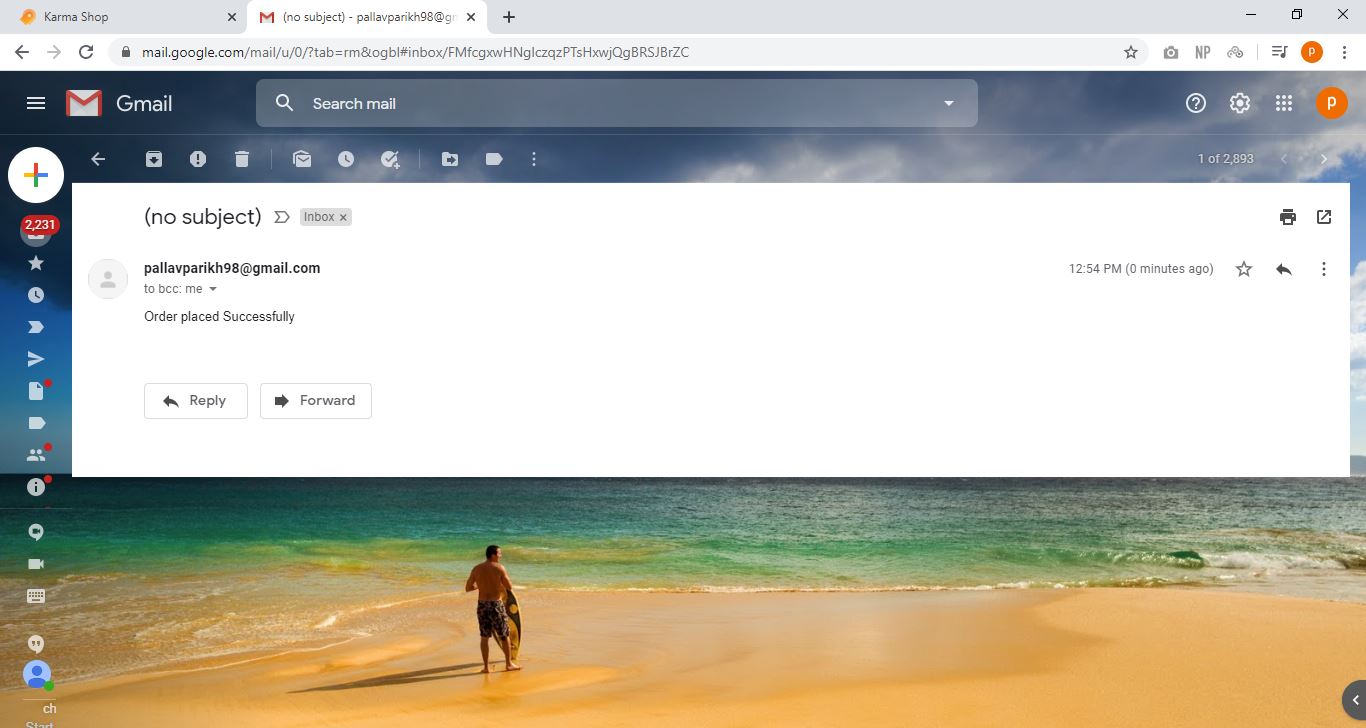 Karma Shop
(no subject) - pallavparikh98@gm
mail.google.com/mail/u/0/?tab=rm&ogbl#inbox/FMfcgxwHNglczqzPTsHxwjQgBRSJBrZC
NP
P
Gmail
Search mail
p
1 of 2,893
2,231
(no subject)
Inbox x
pallavparikh98@gmail.com
12:54 PM (0 minutes ago)
to bcc: me
Order placed Successfully
Reply
Forward
ch
Start